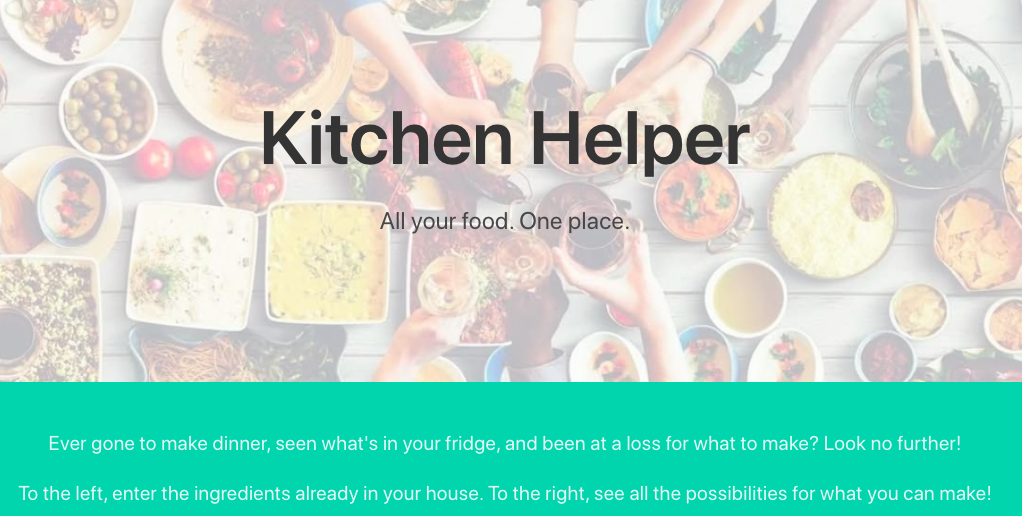 Kitchen Helper
All your food. One place.
Ever gone to make dinner, seen what's in your fridge, and been at a loss for what to make? Look no further!
To the left, enter the ingredients already in your house. To the right, see all the possibilities for what you can make!